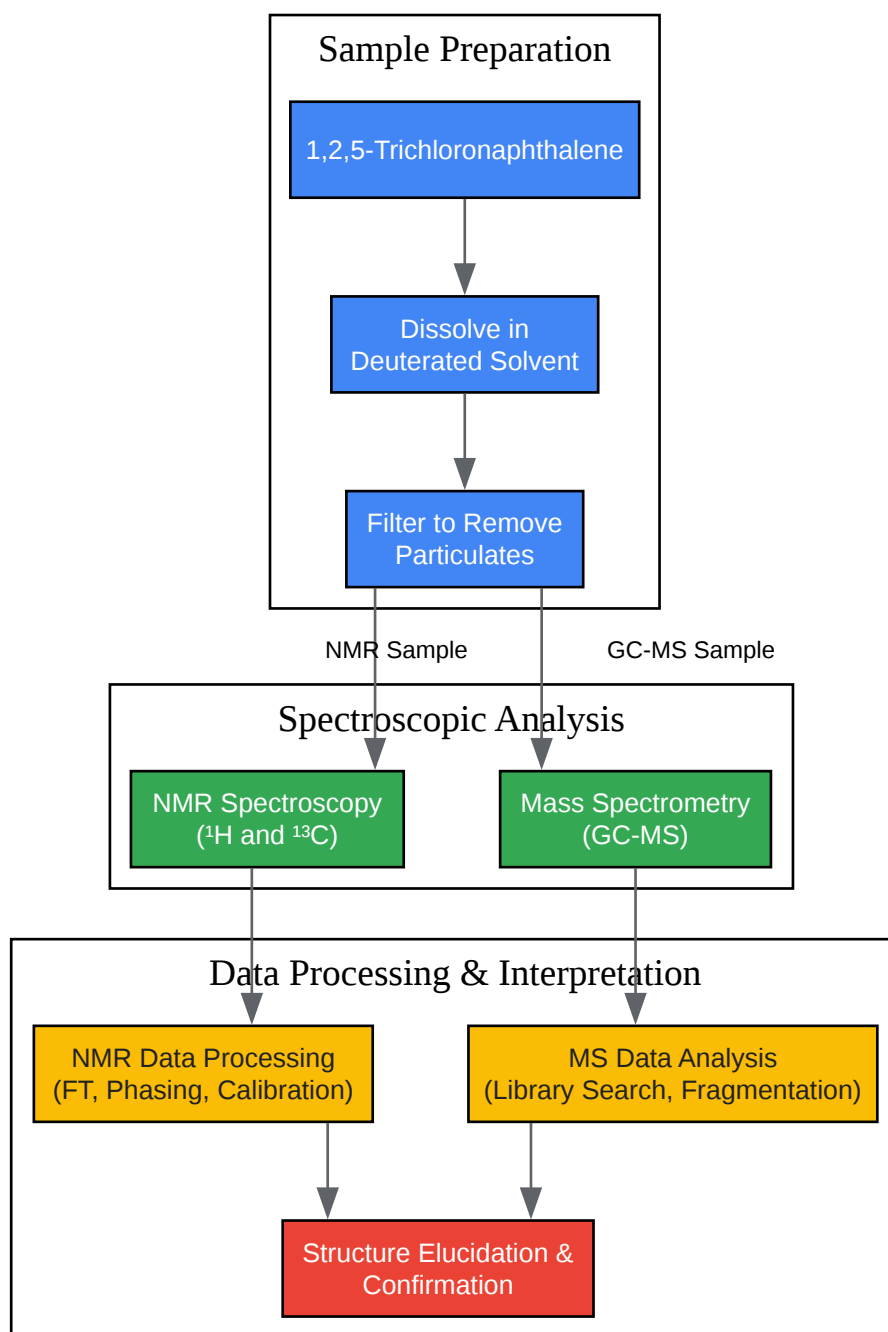 Sample Preparation
1,2,5-Trichloronaphthalene
Dissolve in
Deuterated Solvent
Filter to Remove
Particulates
NMR Sample
GC-MS Sample
Spectroscopic Analysis
NMR Spectroscopy
(¹H and ¹³C)
Mass Spectrometry
(GC-MS)
Data Processing & Interpretation
NMR Data Processing
(FT, Phasing, Calibration)
MS Data Analysis
(Library Search, Fragmentation)
Structure Elucidation &
Confirmation